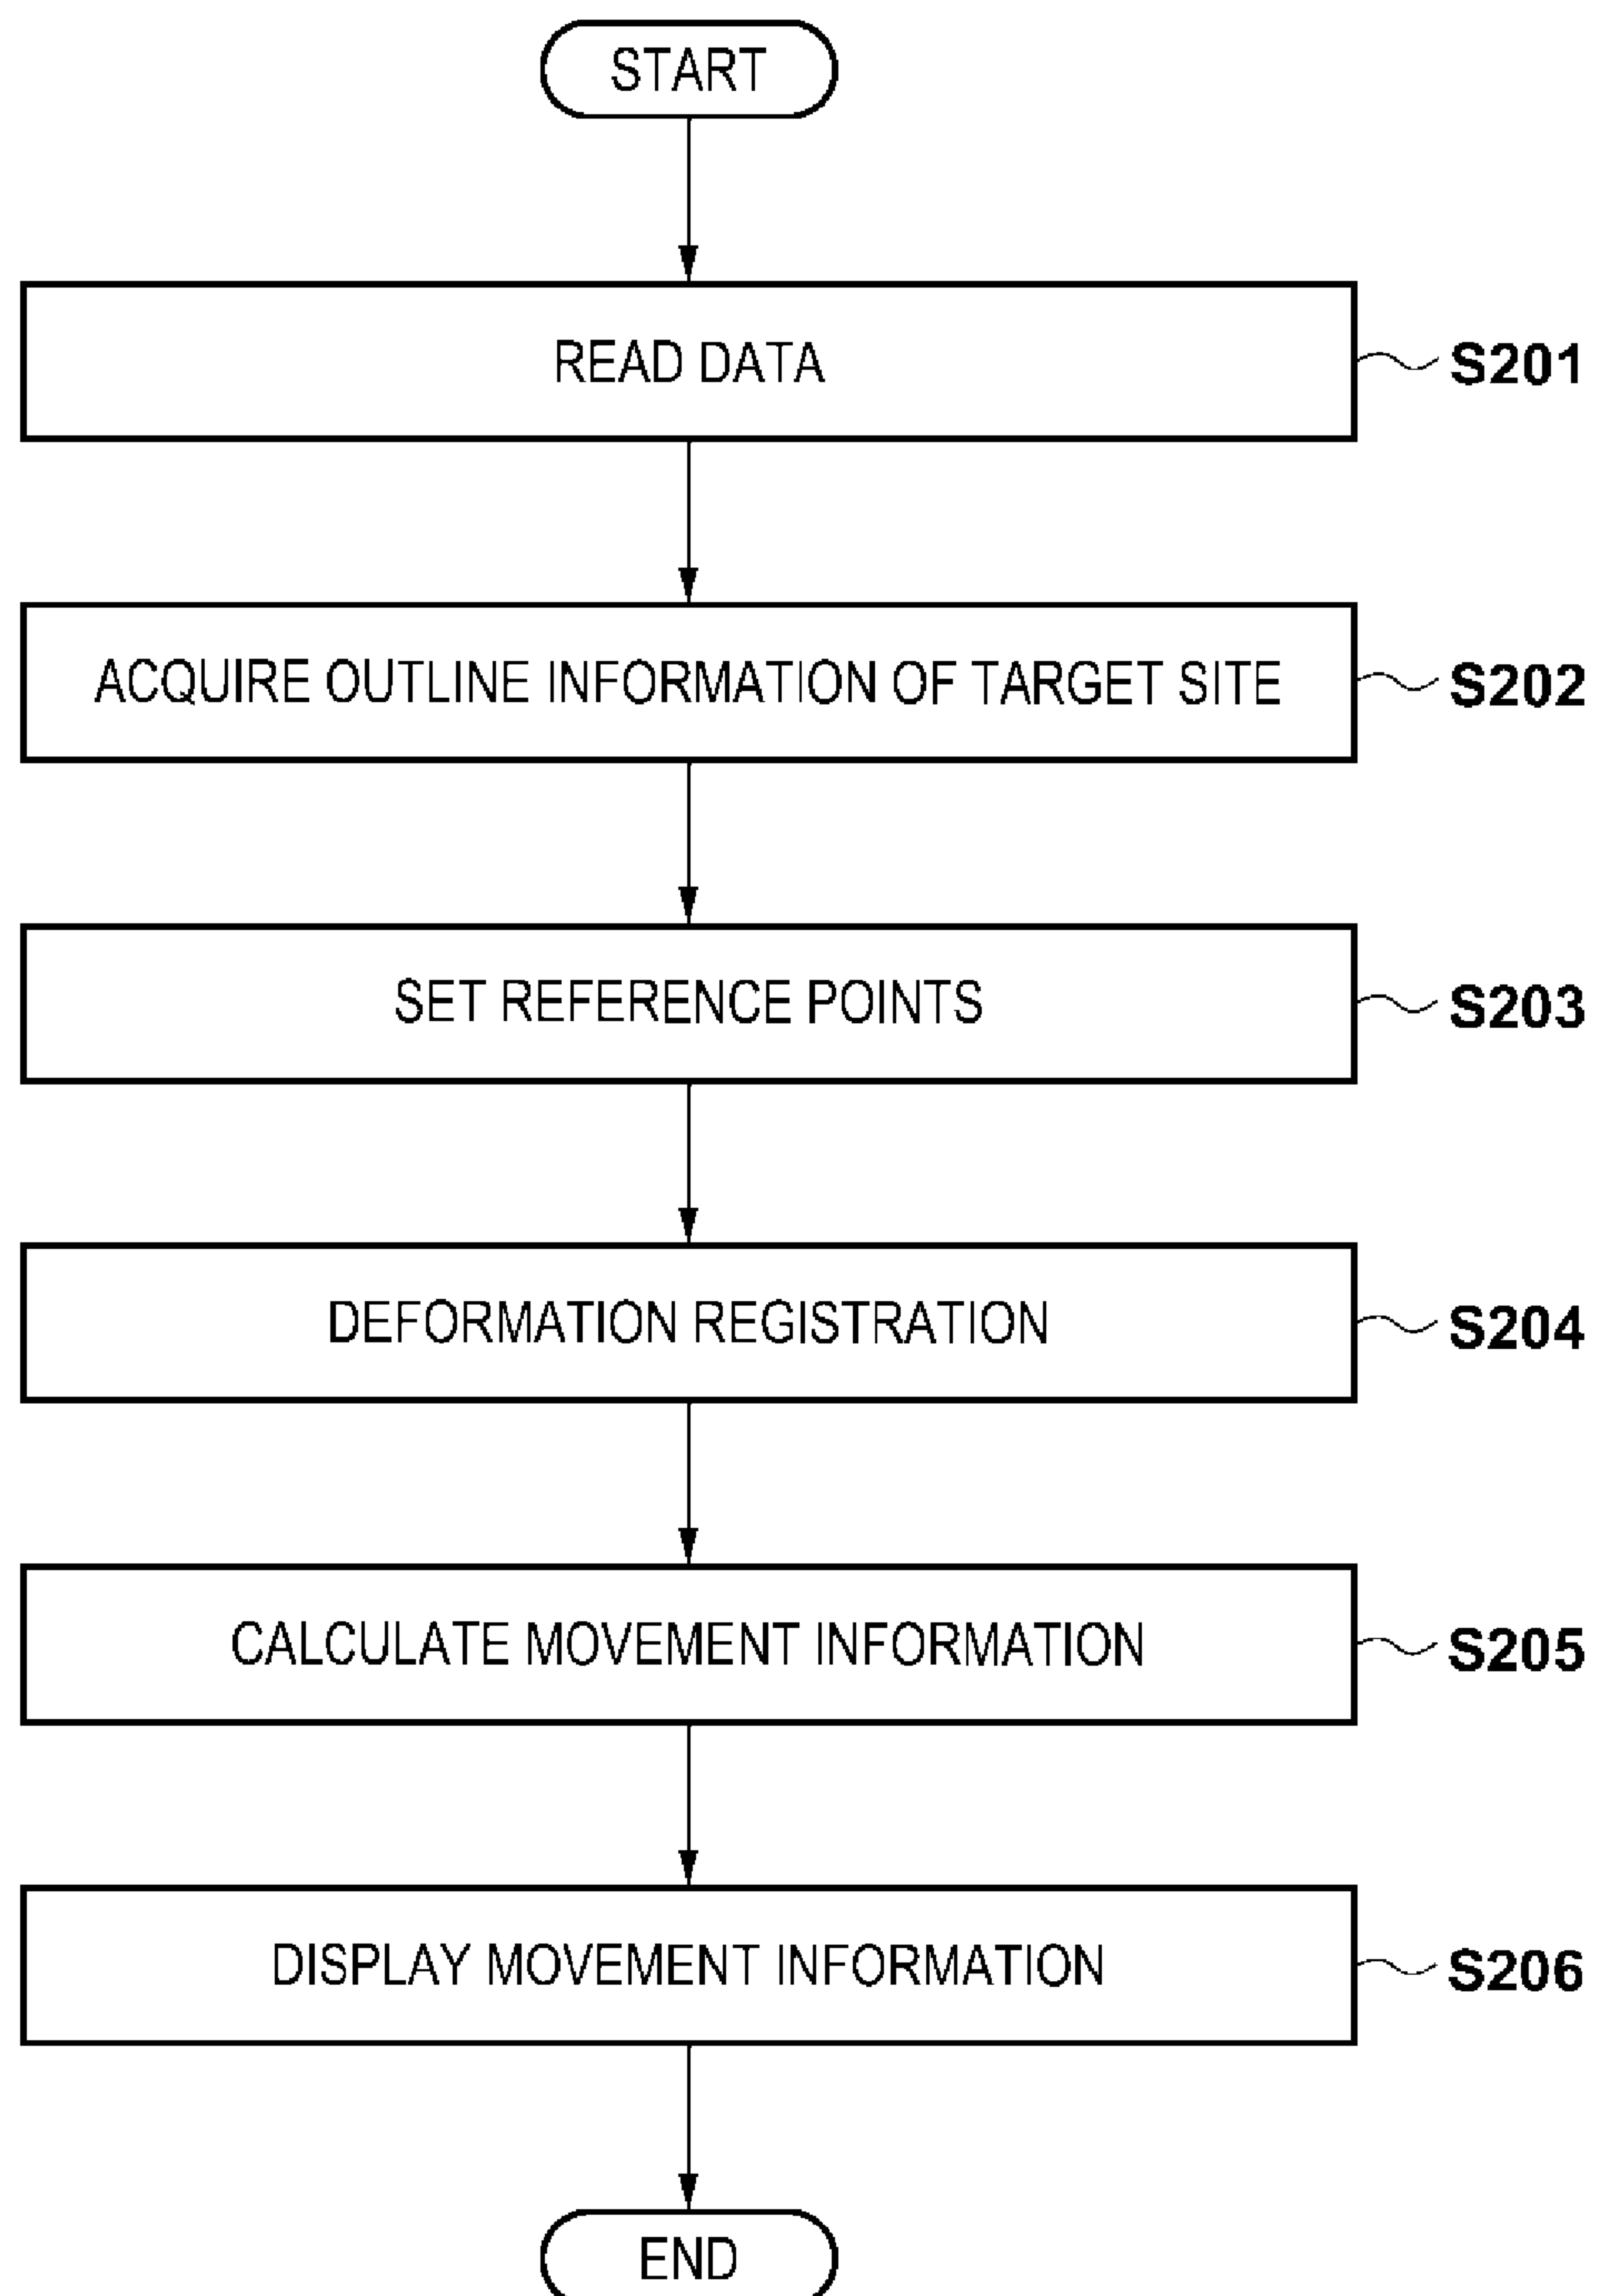 START
READ DATA
S201
ACQUIRE OUTLINE INFORMATION OF TARGET SITE
S202
SET REFERENCE POINTS
S203
DEFORMATION REGISTRATION
S204
CALCULATE MOVEMENT INFORMATION
S205
DISPLAY MOVEMENT INFORMATION
S206
END